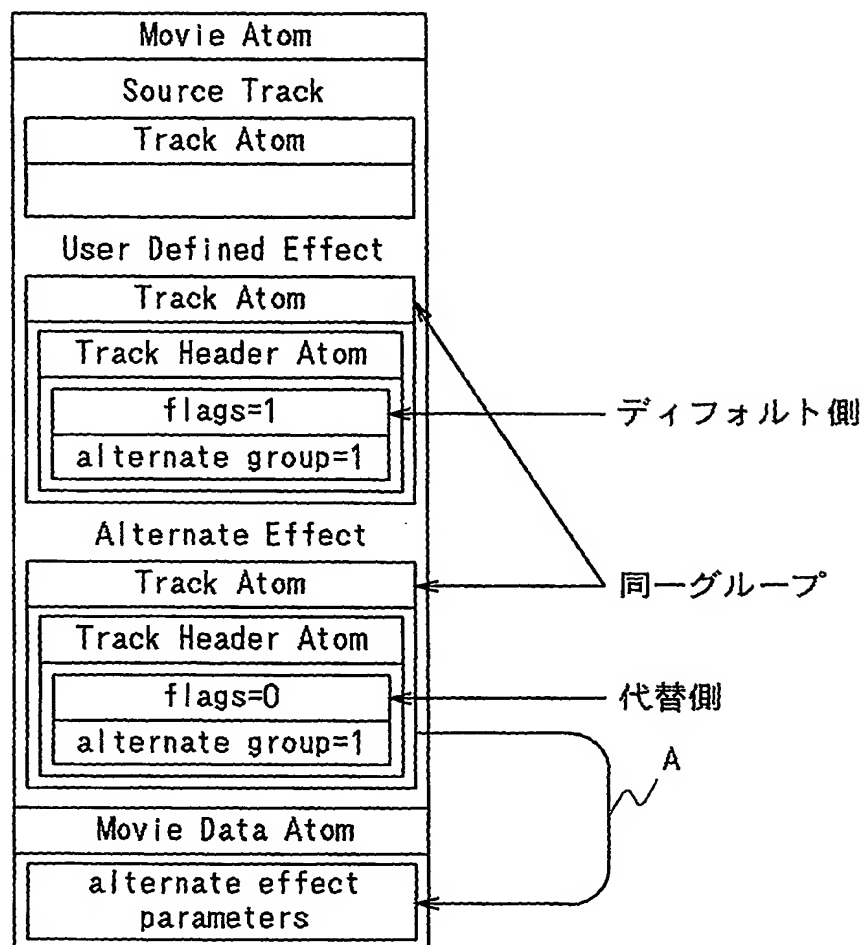 Movie Atom
Source Track
Track Atom
User Defined Effect
Track Atom
Track Header Atom
flags=1
ディフォルト側
alternate group=1
Alternate Effect
Track Atom
同一グループ
Track Header Atom
flags=0
代替側
alternate group=1
A
Movie Data Atom
alternate effect
parameters